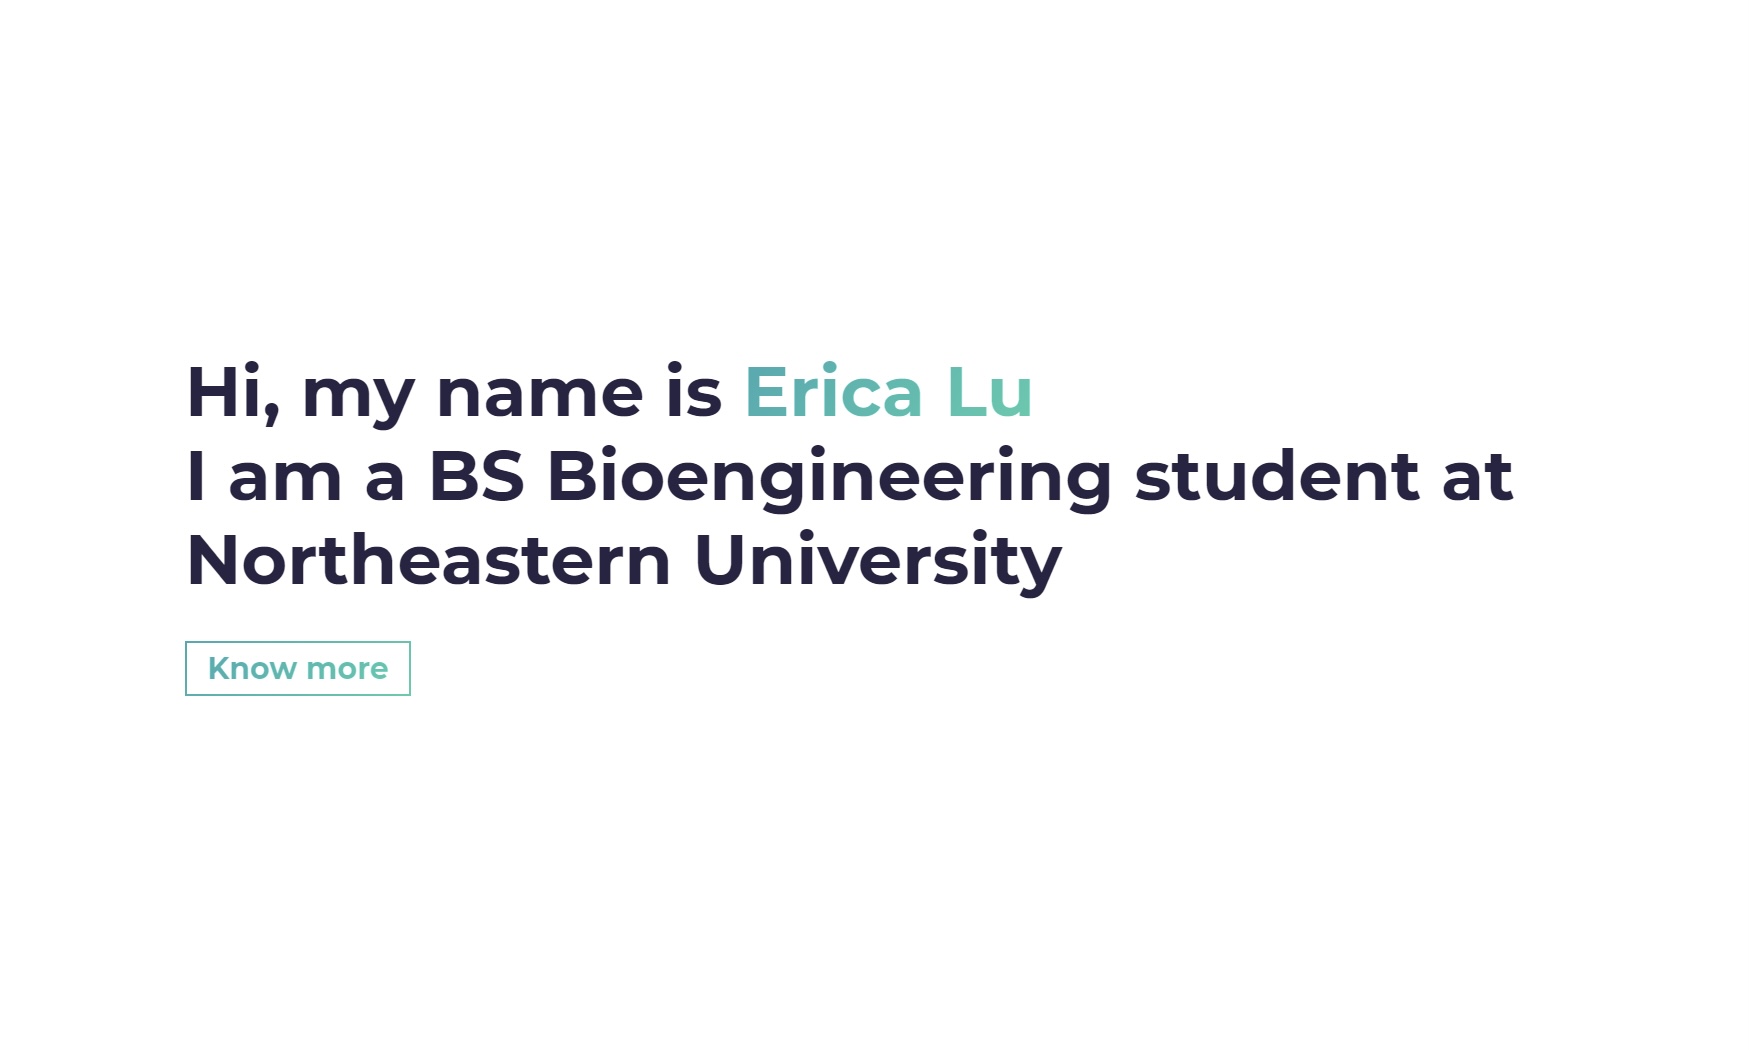 Hi, my name is Erica Lu
I am a BS Bioengineering student at
Northeastern University
Know more